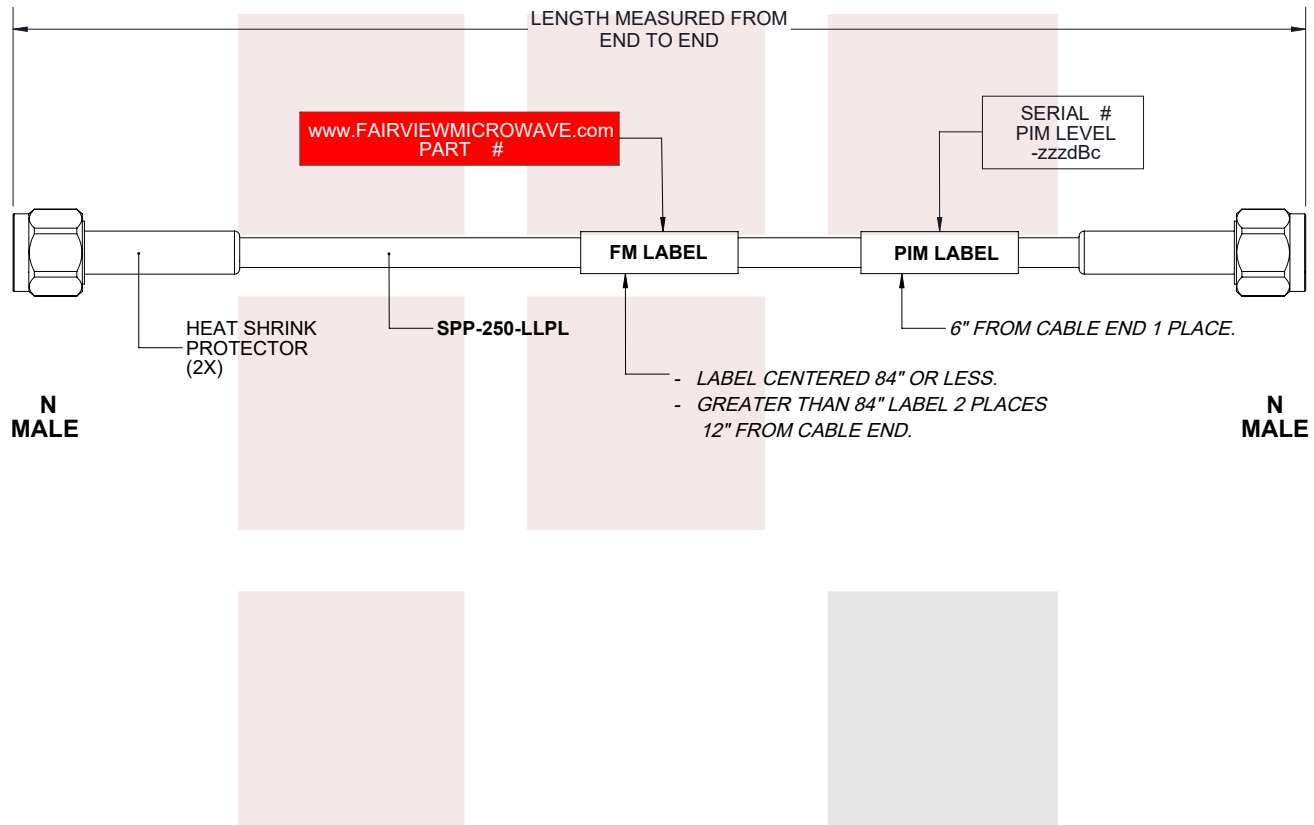 LENGTH MEASURED FROM
END TO END
www.FAIRVIEWMICROWAVE.com
PART #
SERIAL #
PIM LEVEL
-zzzdBc
FM LABEL
PIM LABEL
HEAT SHRINK
PROTECTOR
(2X)
SPP-250-LLPL
6" FROM CABLE END 1 PLACE.
- LABEL CENTERED 84" OR LESS.
- GREATER THAN 84" LABEL 2 PLACES
12" FROM CABLE END.
N
MALE
N
MALE